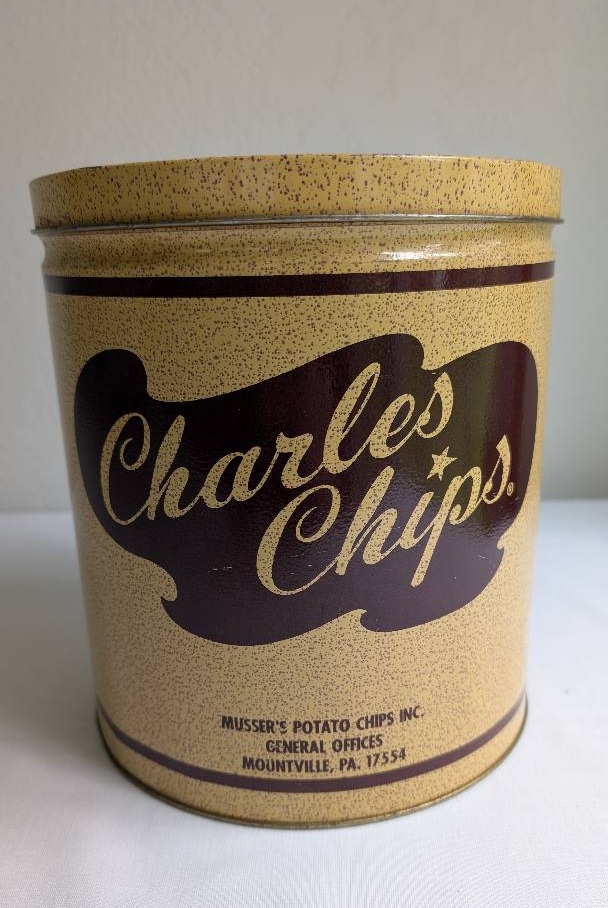 Charles
Chips.
MUSSER'S POTATO CHIPS INC.
GENERAL OFFICES
MOUNTVILLE, PA. 17554